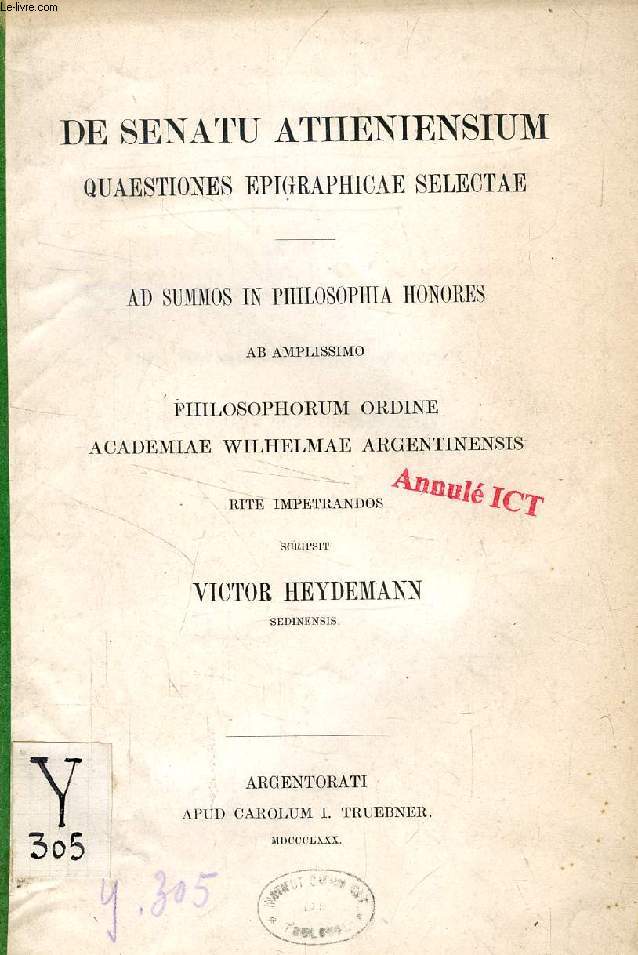 Le-livre.com
DE SENATU ATHENIENSIUM
QUAESTIONES EPIGRAPHICAE SELECTAE
AD SUMMOS IN PHILOSOPHIA HONORES
AB AMPLISSIMO
PHILOSOPHORUM ORDINE
ACADEMIAE WILHELMAE ARGENTINENSIS
Annulé ICT
RITE IMPETRANDOS
SCRIPSIT
VICTOR HEYDEMANN
SEDINENSIS.
ARGENTORATI
APUD CAROLUM I. TRUEBNER.
MDCCCLXXX.
Y
305
y.305
INSTITUT